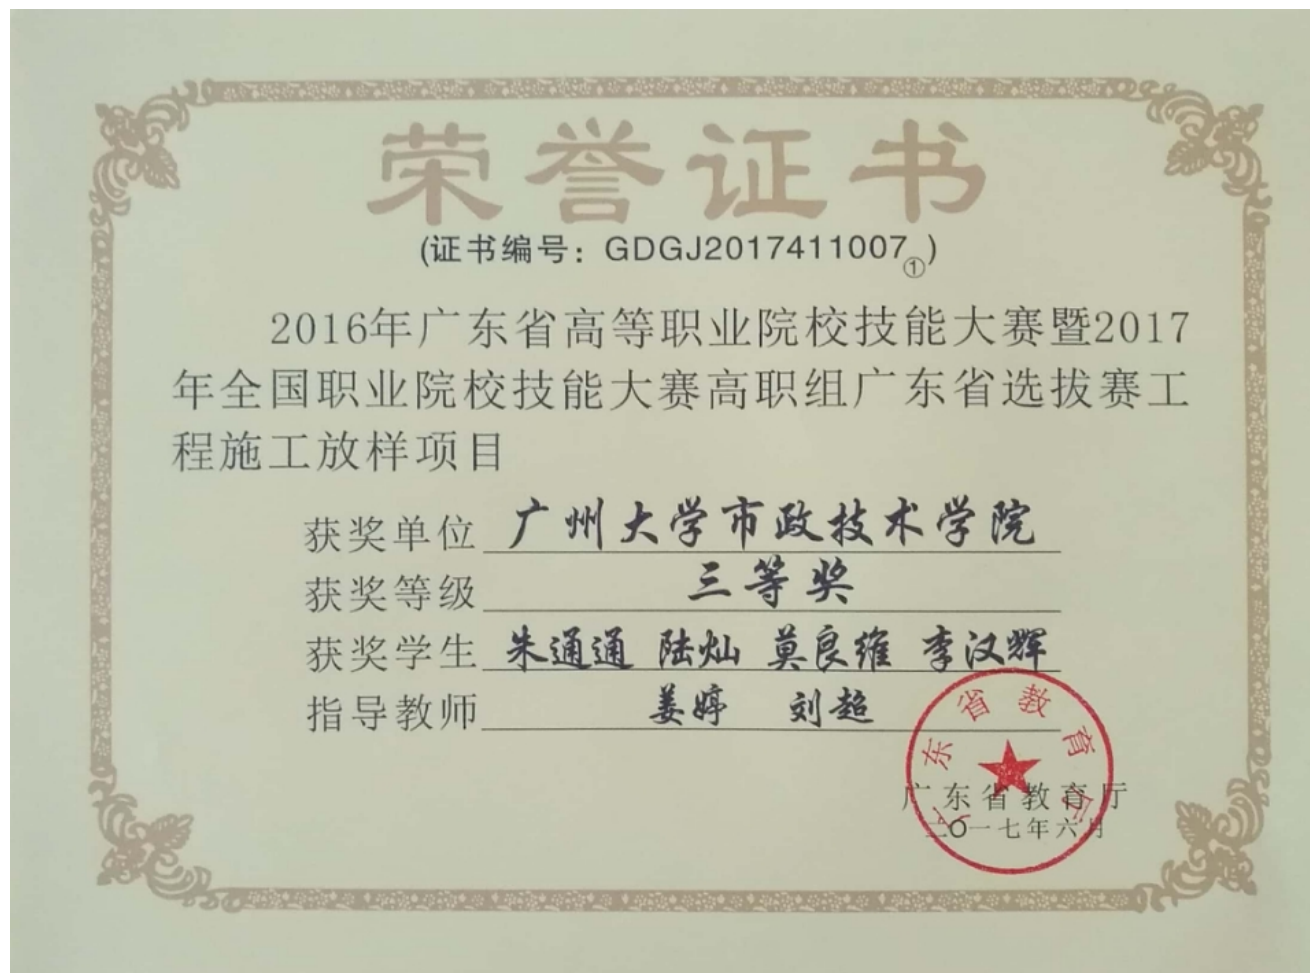 荣誉证书
(证书编号：GDGJ2017411007①)
2016年广东省高等职业院校技能大赛暨2017
年全国职业院校技能大赛高职组广东省选拔赛工
程施工放样项目
获奖单位 广州大学市政技术学院
获奖等级 三等奖
获奖学生 朱通通 陆灿 莫良维 李汉辉
指导教师 姜婷 刘超
广东省教育厅
广东省教育厅
二〇一七年六月